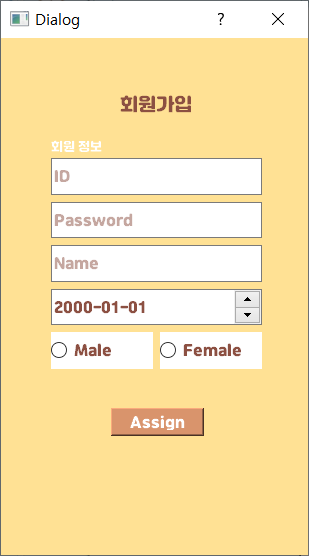 Dialog ?
회원가입
회원 정보
ID
Password
Name
2000-01-01
Male Female
Assign